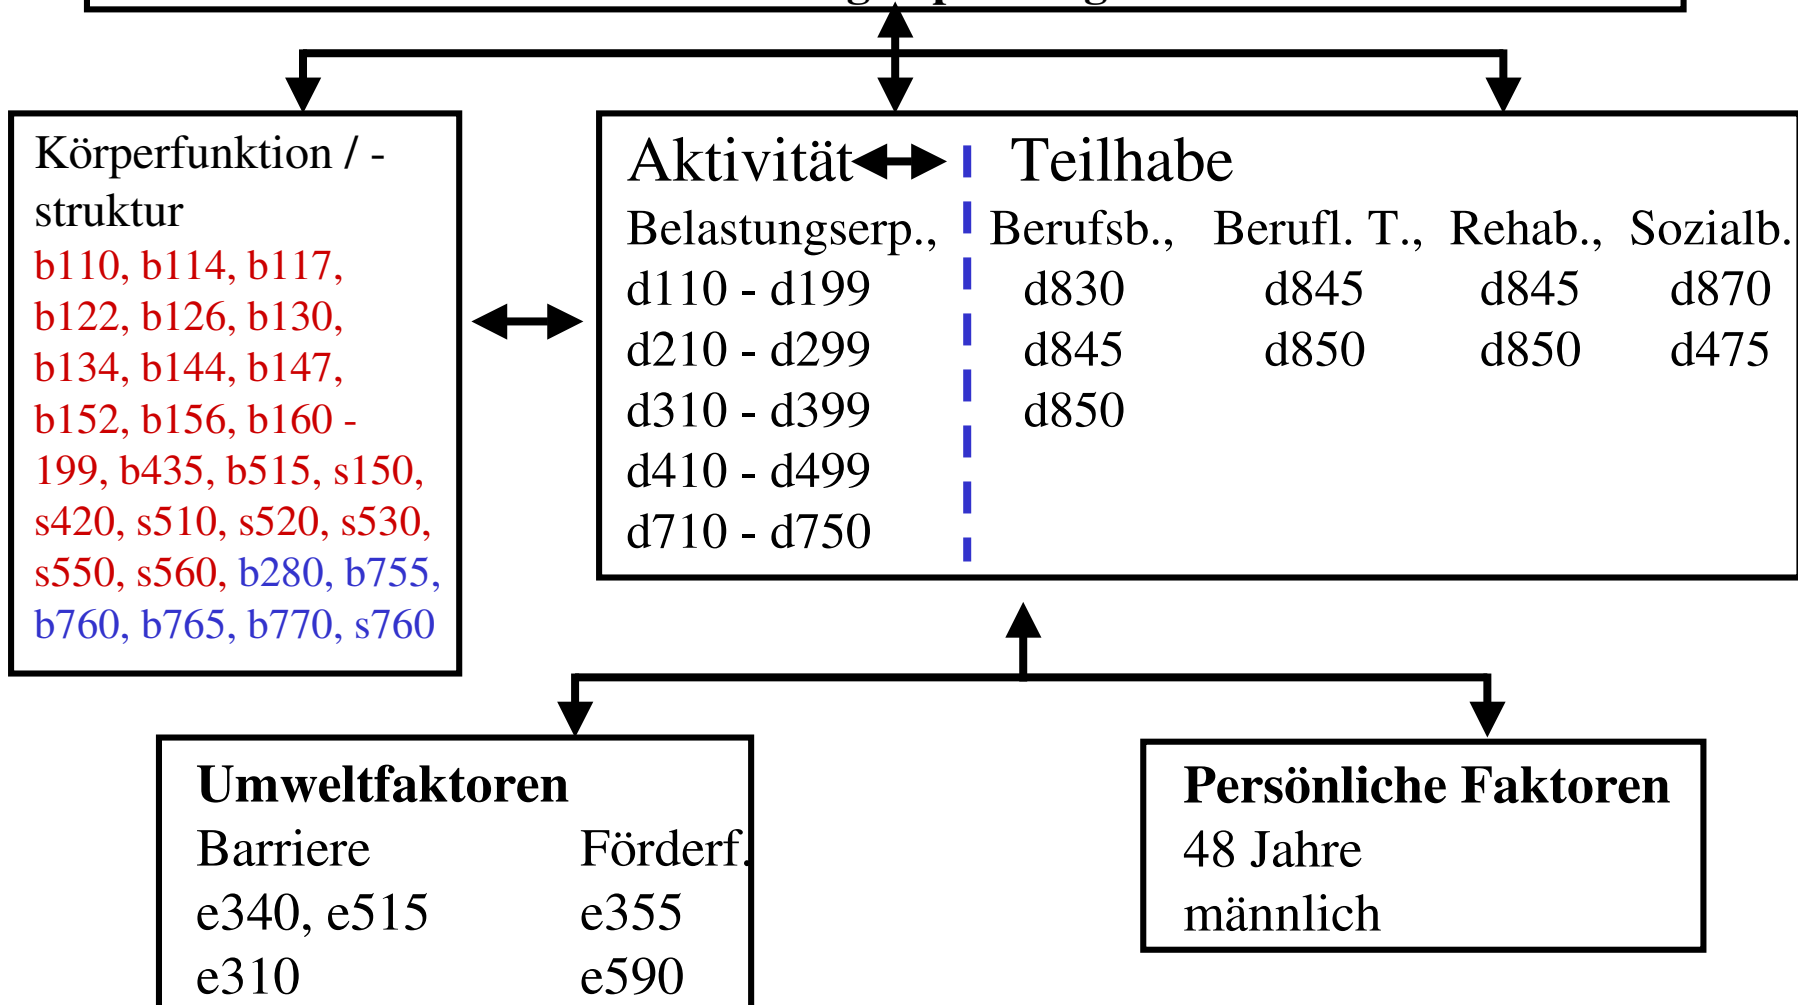 Körperfunktion / -
struktur
b110, b114, b117,
b122, b126, b130,
b134, b144, b147,
b152, b156, b160 -
199, b435, b515, s150,
s420, s510, s520, s530,
s550, s560, b280, b755,
b760, b765, b770, s760
Aktivität Teilhabe
Belastungserp., Berufsb., Berufl. T., Rehab., Sozialb.
d110 - d199 d830 d845 d845 d870
d210 - d299 d845 d850 d850 d475
d310 - d399 d850
d410 - d499
d710 - d750
Umweltfaktoren
Barriere Förderf.
e340, e515 e355
e310 e590
Persönliche Faktoren
48 Jahre
männlich